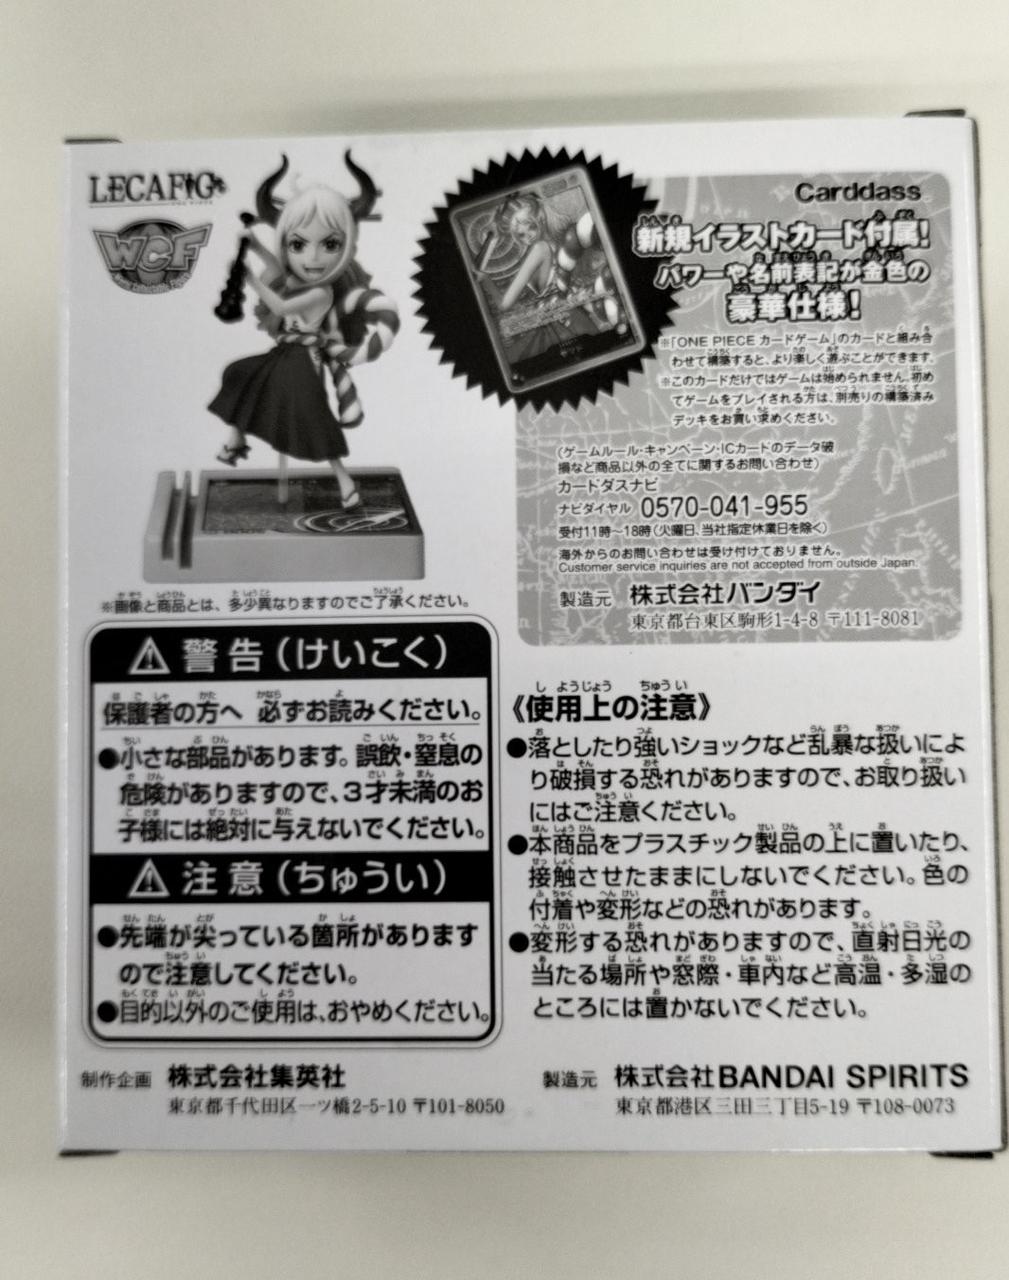 LECAFIG
ONE PIECE
WCF
Carddass
新規イラストカード付属!
パワーや名前表記が金色の
豪華仕様!
※「ONE PIECE カードゲーム」のカードと組み合
わせて構築すると、より楽しく遊ぶことができます。
※このカードだけではゲームは始められません。初め
てゲームをプレイされる方は、別売りの構築済み
デッキをお買い求めください。
(ゲームルール・キャンペーン・ICカードのデータ破
損など商品以外の全てに関するお問い合わせ)
カードダスナビ
ナビダイヤル 0570-041-955
受付11時~18時(火曜日、当社指定休業日を除く)
海外からのお問い合わせは受け付けておりません。
Customer service inquiries are not accepted from outside Japan.
製造元 株式会社バンダイ
東京都台東区駒形1-4-8 〒111-8081
※画像と商品とは、多少異なりますのでご了承ください。
警告(けいこく)
保護者の方へ 必ずお読みください。
●小さな部品があります。誤飲・窒息の
危険がありますので、3才未満のお
子様には絶対に与えないでください。
注意(ちゅうい)
●先端が尖っている箇所があります
ので注意してください。
●目的以外のご使用は、おやめください。
《使用上の注意》
●落としたり強いショックなど乱暴な扱いによ
り破損する恐れがありますので、お取り扱い
にはご注意ください。
●本商品をプラスチック製品の上に置いたり、
接触させたままにしないでください。色の
付着や変形などの恐れがあります。
●変形する恐れがありますので、直射日光の
当たる場所や窓際・車内など高温・多湿の
ところには置かないでください。
制作企画 株式会社集英社
東京都千代田区一ツ橋2-5-10 〒101-8050
製造元 株式会社BANDAI SPIRITS
東京都港区三田三丁目5-19 〒108-0073